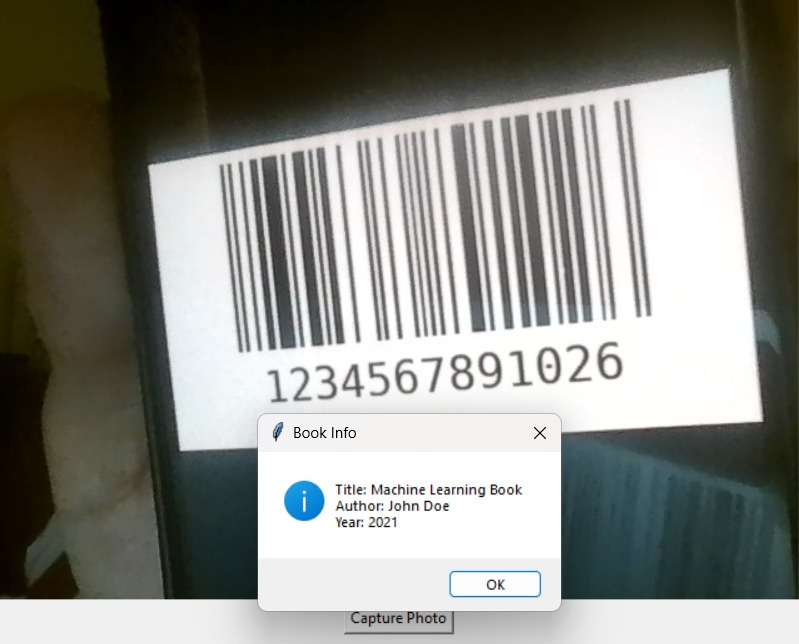 1234567891026
Book Info
Title: Machine Learning Book
Author: John Doe
Year: 2021
OK
Capture Photo